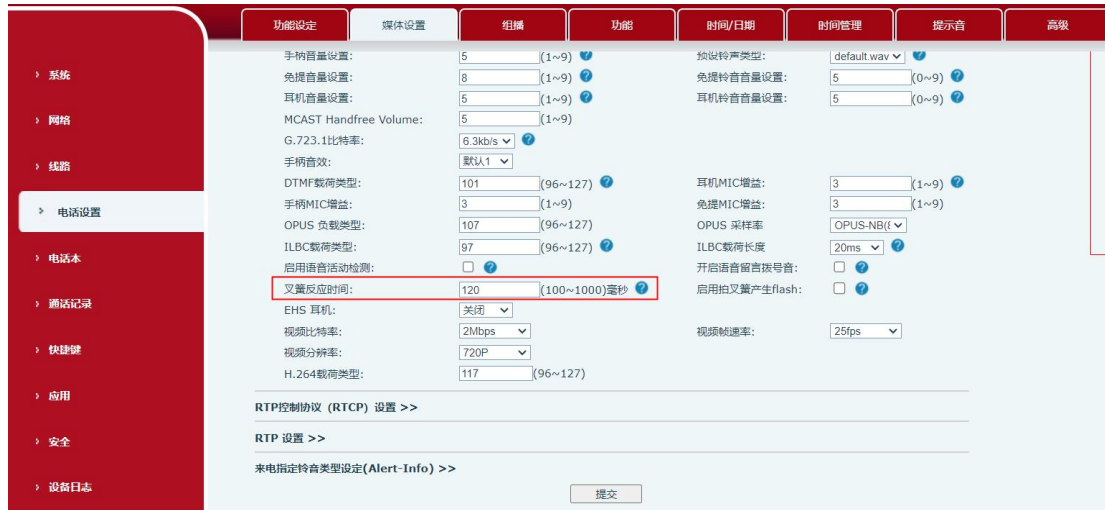 功能设定 媒体设置 组播 功能 时间/日期 时间管理 提示音 高级
› 系统
› 网络
› 线路
› 电话设置
› 电话本
› 通话记录
› 快捷键
› 应用
› 安全
› 设备日志
手柄音量设置: 5 (1~9) 预设铃声类型: default.wav
免提音量设置: 8 (1~9) 免提铃音音量设置: 5 (0~9)
耳机音量设置: 5 (1~9) 耳机铃音音量设置: 5 (0~9)
MCAST Handfree Volume: 5 (1~9)
G.723.1比特率: 6.3kb/s
手柄音效: 默认1
DTMF载荷类型: 101 (96~127) 耳机MIC增益: 3 (1~9)
手柄MIC增益: 3 (1~9) 免提MIC增益: 3 (1~9)
OPUS 负载类型: 107 (96~127) OPUS 采样率 OPUS-NB(8
ILBC载荷类型: 97 (96~127) ILBC载荷长度 20ms
启用语音活动检测: 开启语音留言拨号音:
叉簧反应时间: 120 (100~1000)毫秒 启用拍叉簧产生flash:
EHS 耳机: 关闭
视频比特率: 2Mbps 视频帧速率: 25fps
视频分辨率: 720P
H.264载荷类型: 117 (96~127)
RTP控制协议 (RTCP) 设置 >>
RTP 设置 >>
来电指定铃音类型设定(Alert-Info) >>
提交